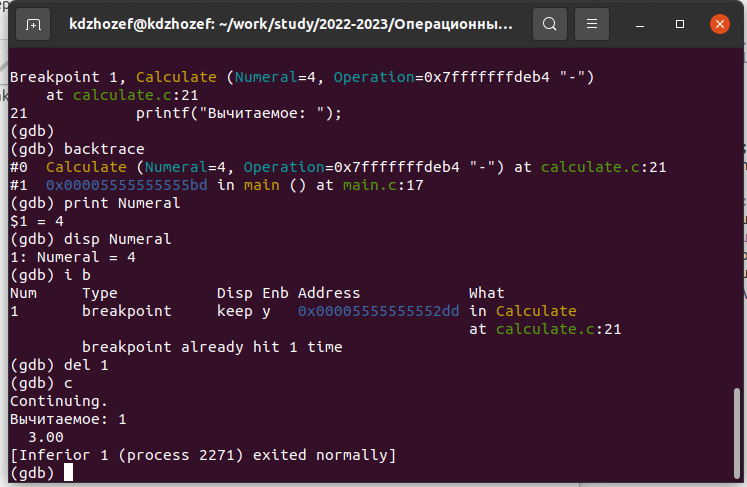 kdzhozef@kdzhozef: ~/work/study/2022-2023/Операционны...
Breakpoint 1, Calculate (Numeral=4, Operation=0x7fffffffdeb4 "-")
    at calculate.c:21
21            printf("Вычитаемое: ");
(gdb)
(gdb) backtrace
#0  Calculate (Numeral=4, Operation=0x7fffffffdeb4 "-") at calculate.c:21
#1  0x00005555555555bd in main () at main.c:17
(gdb) print Numeral
$1 = 4
(gdb) disp Numeral
1: Numeral = 4
(gdb) i b
Num     Type           Disp Enb Address            What
1       breakpoint     keep y   0x00005555555552dd in Calculate
                                                   at calculate.c:21
        breakpoint already hit 1 time
(gdb) del 1
(gdb) c
Continuing.
Вычитаемое: 1
  3.00
[Inferior 1 (process 2271) exited normally]
(gdb)